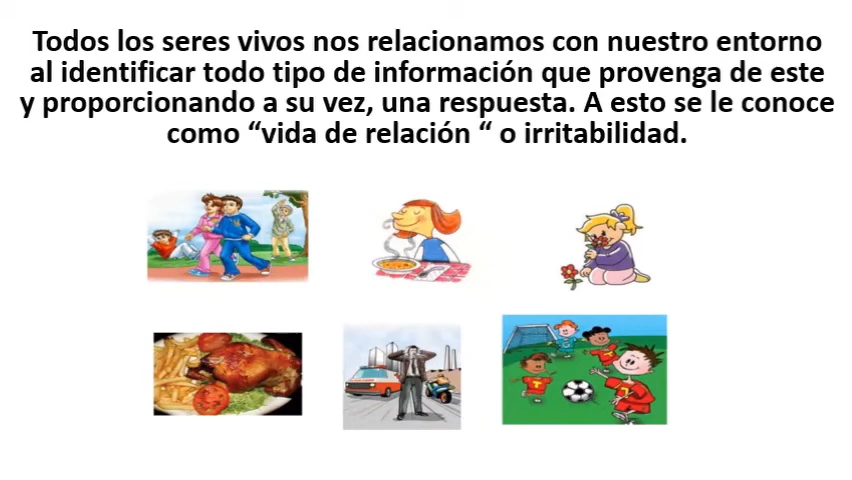 Todos los seres vivos nos relacionamos con nuestro entorno
al identificar todo tipo de información que provenga de este
y proporcionando a su vez, una respuesta. A esto se le conoce
como “vida de relación “ o irritabilidad.